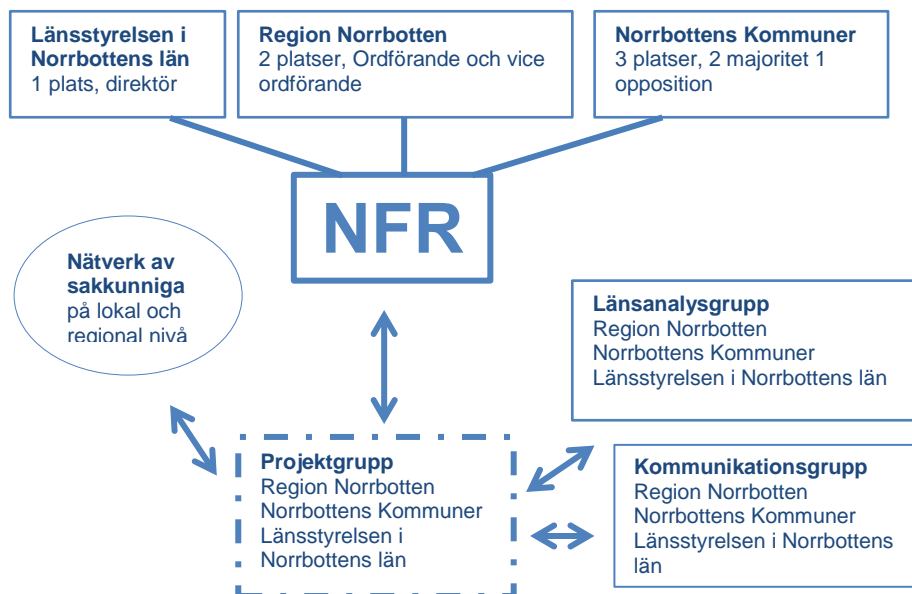 Länsstyrelsen i
Norrbottens län
1 plats, direktör
Region Norrbotten
2 platser, Ordförande och vice
ordförande
Norrbottens Kommuner
3 platser, 2 majoritet 1
opposition
NFR
Nätverk av
sakkunniga
på lokal och
regional nivå
Länsanalysgrupp
Region Norrbotten
Norrbottens Kommuner
Länsstyrelsen i Norrbottens län
Projektgrupp
Region Norrbotten
Norrbottens Kommuner
Länsstyrelsen i
Norrbottens län
Kommunikationsgrupp
Region Norrbotten
Norrbottens Kommuner
Länsstyrelsen i Norrbottens
län